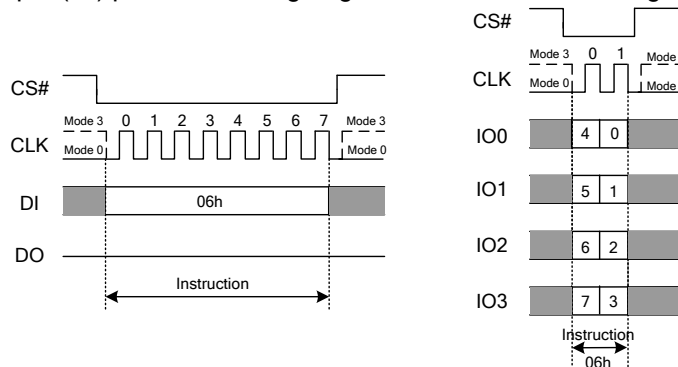 CS#
Mode 3 0 1 2 3 4 5 6 7 Mode 3
CLK Mode 0 Mode 0
DI 06h
DO
Instruction
CS#
Mode 3 0 1 Mode
CLK Mode 0 Mode
IO0 4 0
IO1 5 1
IO2 6 2
IO3 7 3
Instruction
06h